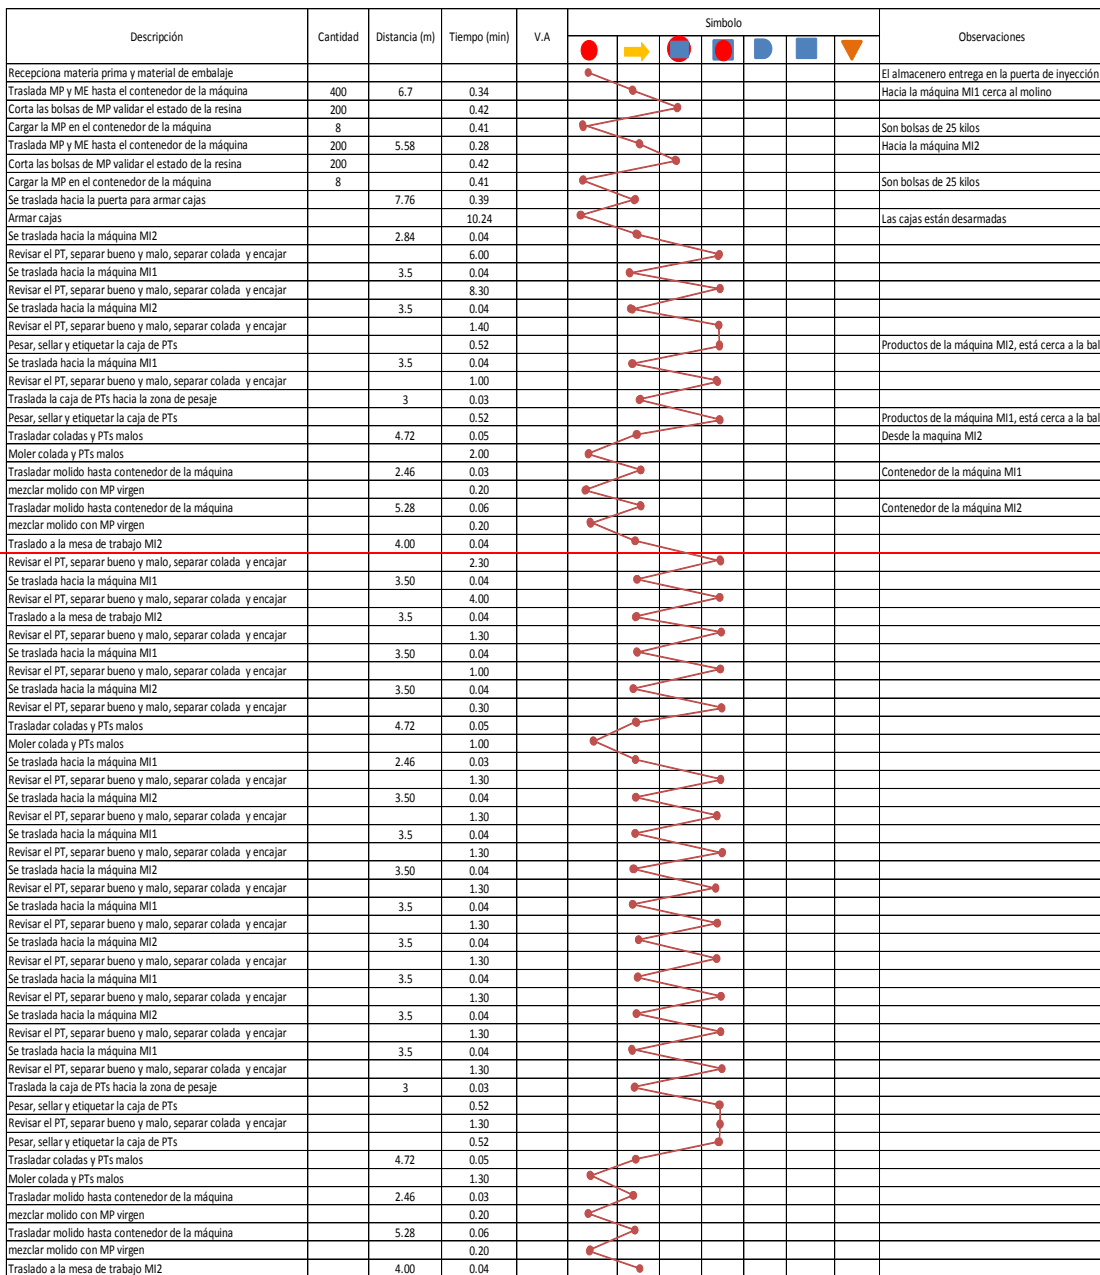 Descripción Cantidad Distancia (m) Tiempo (min) V.A Simbolo Observaciones
Recepciona materia prima y material de embalaje El almacenero entrega en la puerta de inyección
Traslada MP y ME hasta el contenedor de la máquina 400 6.7 0.34 Hacia la máquina MI1 cerca al molino
Corta las bolsas de MP validar el estado de la resina 200 0.42
Cargar la MP en el contenedor de la máquina 8 0.41 Son bolsas de 25 kilos
Traslada MP y ME hasta el contenedor de la máquina 200 5.58 0.28 Hacia la máquina MI2
Corta las bolsas de MP validar el estado de la resina 200 0.42
Cargar la MP en el contenedor de la máquina 8 0.41 Son bolsas de 25 kilos
Se traslada hacia la puerta para armar cajas 7.76 0.39
Armar cajas 10.24 Las cajas están desarmadas
Se traslada hacia la máquina MI2 2.84 0.04
Revisar el PT, separar bueno y malo, separar colada y encajar 6.00
Se traslada hacia la máquina MI1 3.5 0.04
Revisar el PT, separar bueno y malo, separar colada y encajar 8.30
Se traslada hacia la máquina MI2 3.5 0.04
Revisar el PT, separar bueno y malo, separar colada y encajar 1.40
Pesar, sellar y etiquetar la caja de PTs 0.52 Productos de la máquina MI2, está cerca a la bal
Se traslada hacia la máquina MI1 3.5 0.04
Revisar el PT, separar bueno y malo, separar colada y encajar 1.00
Traslada la caja de PTs hacia la zona de pesaje 3 0.03
Pesar, sellar y etiquetar la caja de PTs 0.52 Productos de la máquina MI1, está cerca a la bal
Trasladar coladas y PTs malos 4.72 0.05 Desde la maquina MI2
Moler colada y PTs malos 2.00
Trasladar molido hasta contenedor de la máquina 2.46 0.03 Contenedor de la máquina MI1
mezclar molido con MP virgen 0.20
Trasladar molido hasta contenedor de la máquina 5.28 0.06 Contenedor de la máquina MI2
mezclar molido con MP virgen 0.20
Traslado a la mesa de trabajo MI2 4.00 0.04
Revisar el PT, separar bueno y malo, separar colada y encajar 2.30
Se traslada hacia la máquina MI1 3.50 0.04
Revisar el PT, separar bueno y malo, separar colada y encajar 4.00
Traslado a la mesa de trabajo MI2 3.5 0.04
Revisar el PT, separar bueno y malo, separar colada y encajar 1.30
Se traslada hacia la máquina MI1 3.50 0.04
Revisar el PT, separar bueno y malo, separar colada y encajar 1.00
Se traslada hacia la máquina MI2 3.50 0.04
Revisar el PT, separar bueno y malo, separar colada y encajar 0.30
Trasladar coladas y PTs malos 4.72 0.05
Moler colada y PTs malos 1.00
Se traslada hacia la máquina MI1 2.46 0.03
Revisar el PT, separar bueno y malo, separar colada y encajar 1.30
Se traslada hacia la máquina MI2 3.50 0.04
Revisar el PT, separar bueno y malo, separar colada y encajar 1.30
Se traslada hacia la máquina MI1 3.5 0.04
Revisar el PT, separar bueno y malo, separar colada y encajar 1.30
Se traslada hacia la máquina MI2 3.50 0.04
Revisar el PT, separar bueno y malo, separar colada y encajar 1.30
Se traslada hacia la máquina MI1 3.5 0.04
Revisar el PT, separar bueno y malo, separar colada y encajar 1.30
Se traslada hacia la máquina MI2 3.5 0.04
Revisar el PT, separar bueno y malo, separar colada y encajar 1.30
Se traslada hacia la máquina MI1 3.5 0.04
Revisar el PT, separar bueno y malo, separar colada y encajar 1.30
Se traslada hacia la máquina MI2 3.5 0.04
Revisar el PT, separar bueno y malo, separar colada y encajar 1.30
Se traslada hacia la máquina MI1 3.5 0.04
Revisar el PT, separar bueno y malo, separar colada y encajar 1.30
Traslada la caja de PTs hacia la zona de pesaje 3 0.03
Pesar, sellar y etiquetar la caja de PTs 0.52
Revisar el PT, separar bueno y malo, separar colada y encajar 1.30
Pesar, sellar y etiquetar la caja de PTs 0.52
Trasladar coladas y PTs malos 4.72 0.05
Moler colada y PTs malos 1.30
Trasladar molido hasta contenedor de la máquina 2.46 0.03
mezclar molido con MP virgen 0.20
Trasladar molido hasta contenedor de la máquina 5.28 0.06
mezclar molido con MP virgen 0.20
Traslado a la mesa de trabajo MI2 4.00 0.04